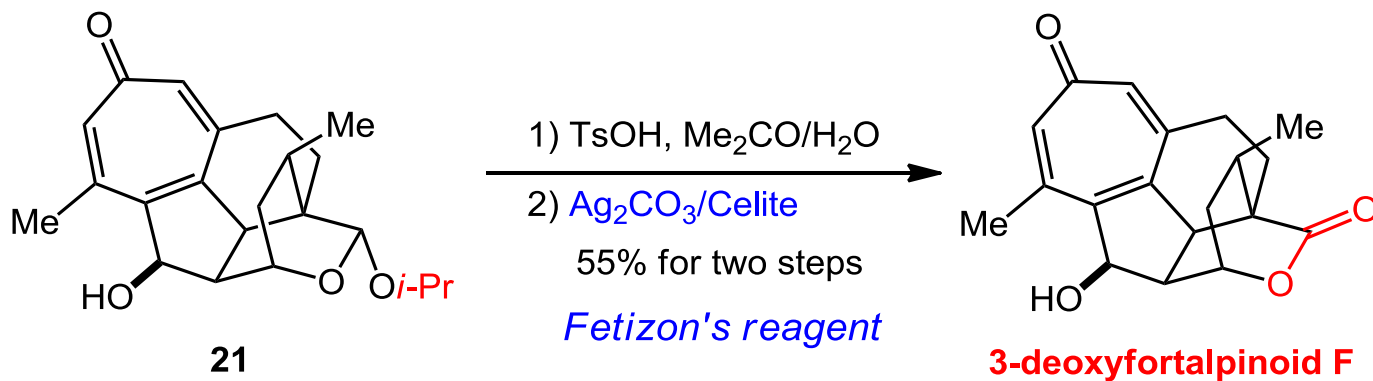 O
Me
Me
HO
O
Oi-Pr
21
1) TsOH, Me2CO/H2O
2) Ag2CO3/Celite
55% for two steps
Fetizon's reagent
O
Me
Me
HO
O
O
3-deoxyfortalpinoid F